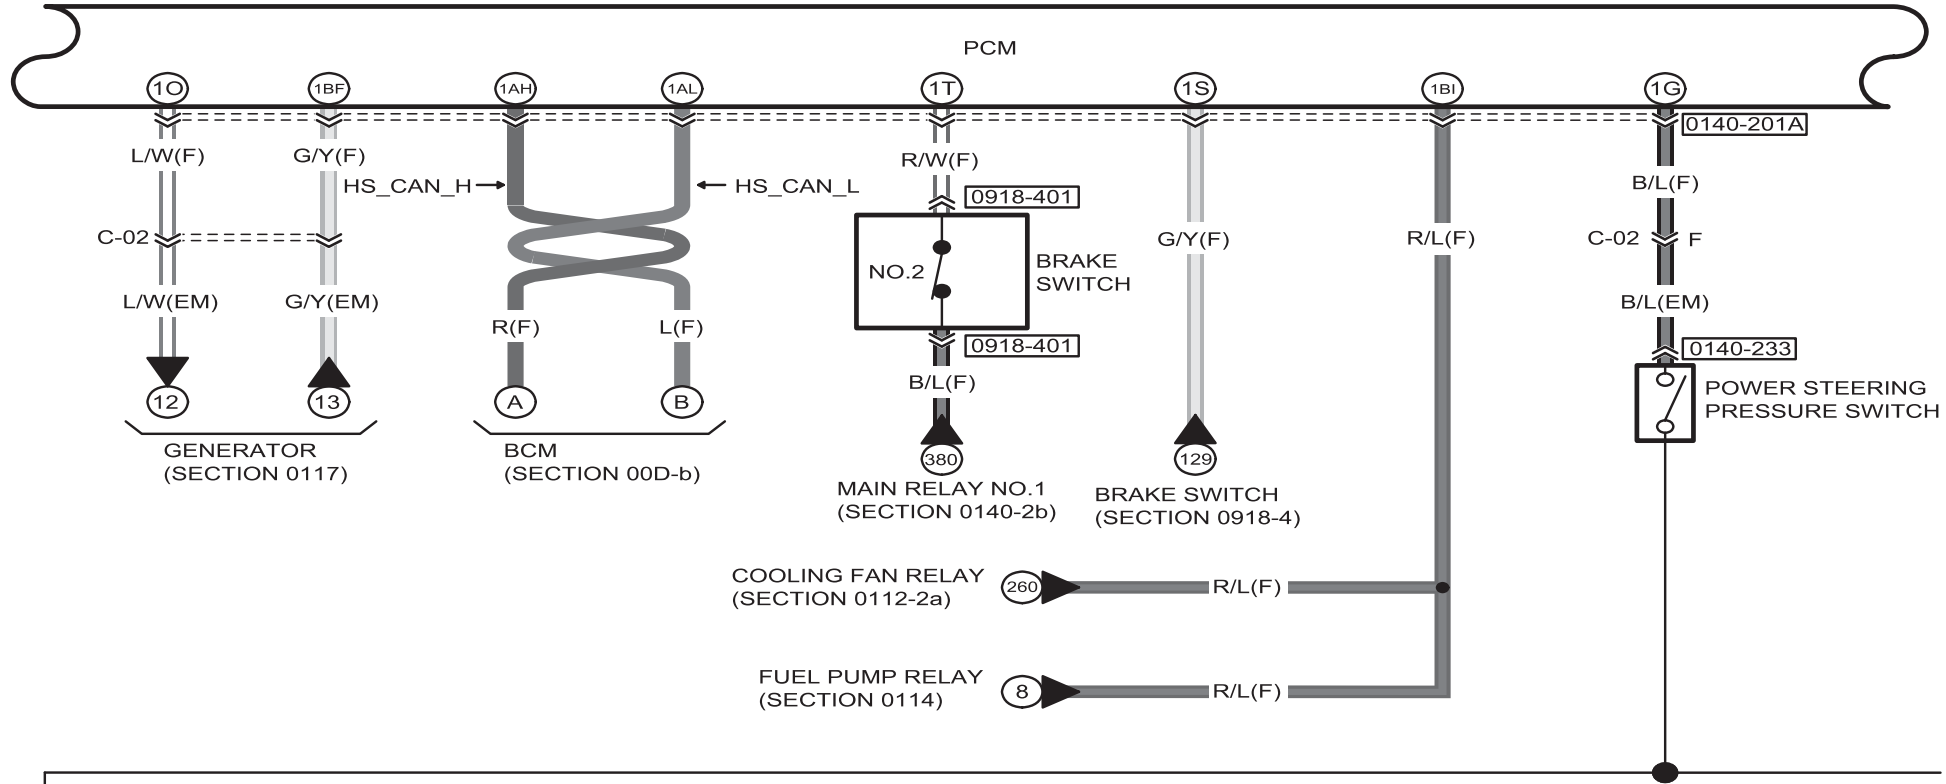 PCM
1O 1BF 1AH 1AL 1T 1S 1BI 1G
0140-201A
L/W(F) G/Y(F) R/W(F)
HS_CAN_H HS_CAN_L
B/L(F)
0918-401
C-02
G/Y(F) R/L(F) C-02 F
NO.2
BRAKE
SWITCH
L/W(EM) G/Y(EM) B/L(EM)
R(F) L(F)
0918-401
0140-233
B/L(F)
POWER STEERING
PRESSURE SWITCH
12 13 A B
GENERATOR
(SECTION 0117)
BCM
(SECTION 00D-b)
380 129
MAIN RELAY NO.1
(SECTION 0140-2b)
BRAKE SWITCH
(SECTION 0918-4)
COOLING FAN RELAY
(SECTION 0112-2a)
260 R/L(F)
FUEL PUMP RELAY
(SECTION 0114)
8 R/L(F)